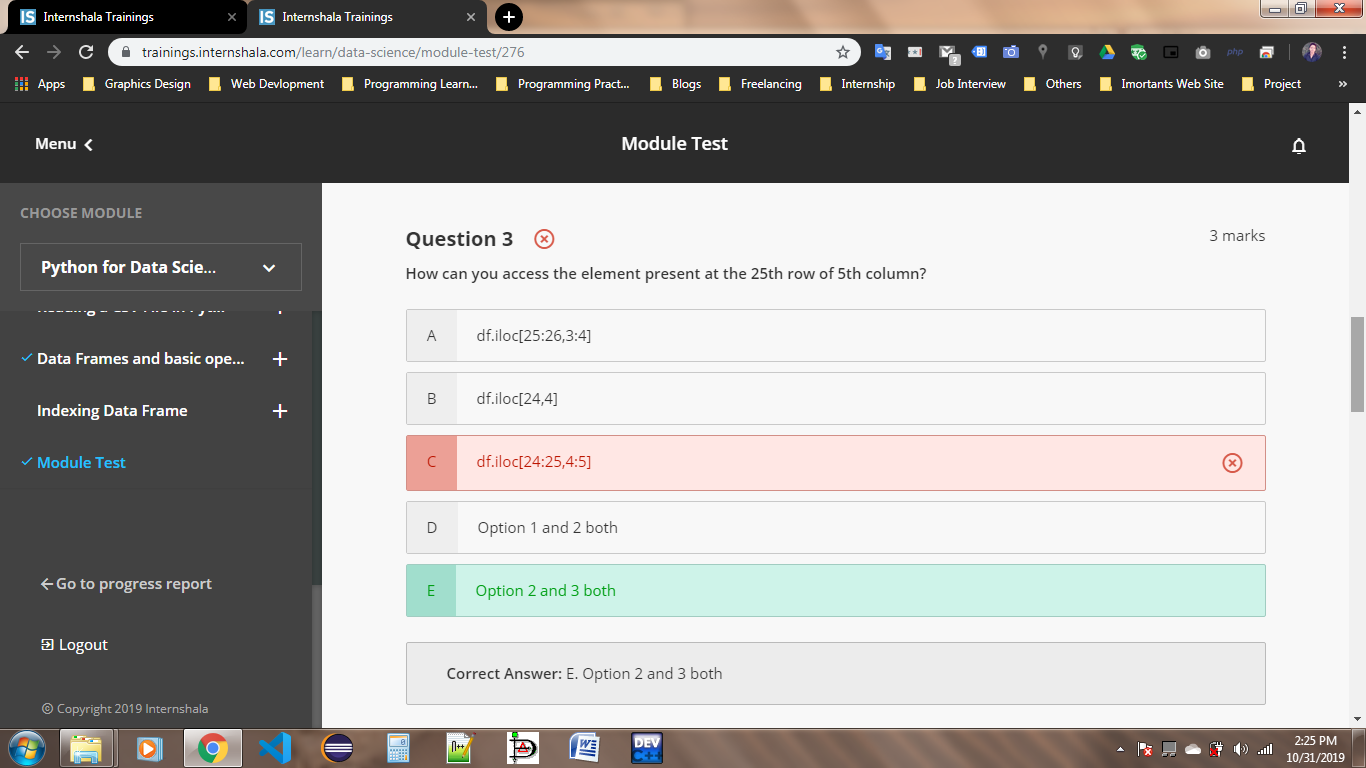 Internshala Trainings
Internshala Trainings
trainings.internshala.com/learn/data-science/module-test/276
Apps
Graphics Design
Web Devlopment
Programming Learn...
Programming Pract...
Blogs
Freelancing
Internship
Job Interview
Others
Imortants Web Site
Project
»
Menu
Module Test
CHOOSE MODULE
Python for Data Scie...
Data Frames and basic ope...
Indexing Data Frame
Module Test
Go to progress report
Logout
© Copyright 2019 Internshala
Question 3
3 marks
How can you access the element present at the 25th row of 5th column?
A df.iloc[25:26,3:4]
B df.iloc[24,4]
C df.iloc[24:25,4:5]
D Option 1 and 2 both
E Option 2 and 3 both
Correct Answer: E. Option 2 and 3 both
2:25 PM
10/31/2019